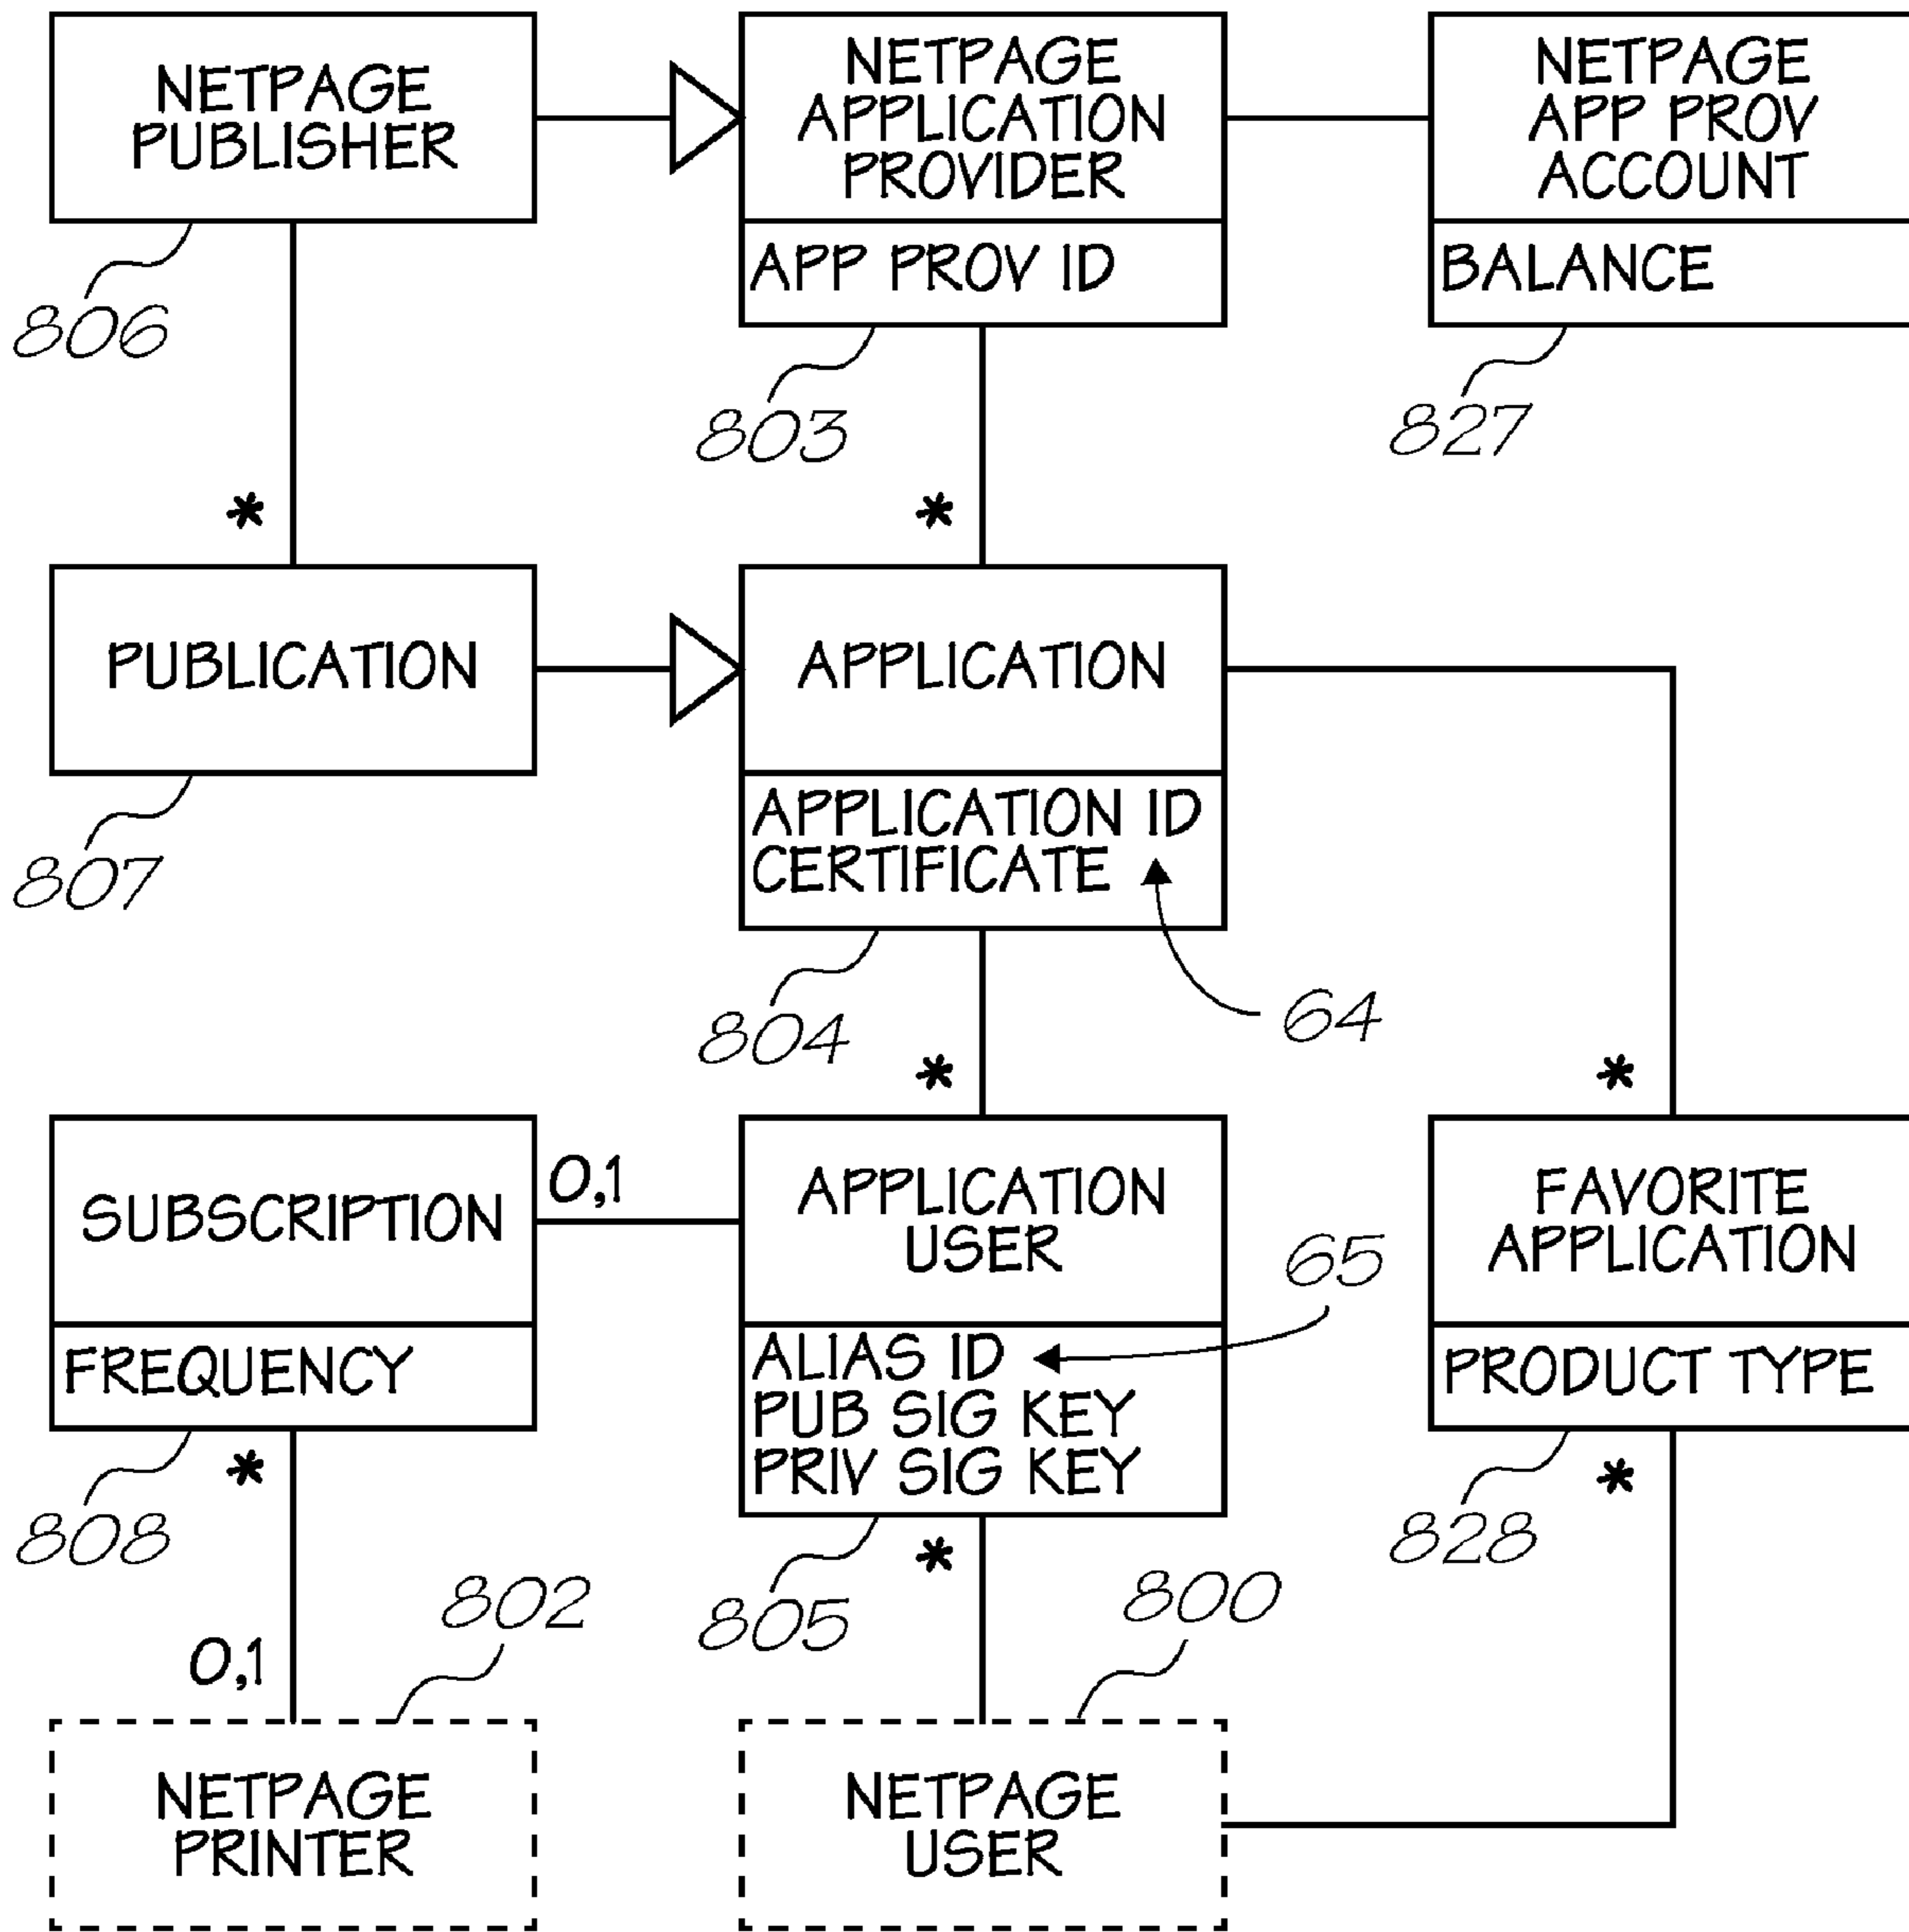 NETPAGE
PUBLISHER
NETPAGE
APPLICATION
PROVIDER
APP PROV ID
NETPAGE
APP PROV
ACCOUNT
BALANCE
806
803
827
*
*
PUBLICATION
APPLICATION
APPLICATION ID
CERTIFICATE
807
804
64
*
*
SUBSCRIPTION
FREQUENCY
0,1
APPLICATION
USER
65
ALIAS ID
PUB SIG KEY
PRIV SIG KEY
FAVORITE
APPLICATION
PRODUCT TYPE
808
*
805
*
828
*
802
800
0,1
NETPAGE
PRINTER
NETPAGE
USER